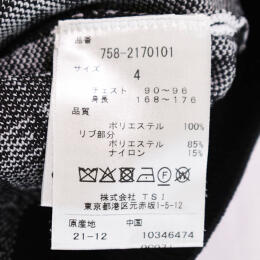 品番
758-2170101
サイズ
4
チェスト 90～96
身長 168～176
品質
ポリエステル 100%
リブ部分
ポリエステル 85%
ナイロン 15%
株式会社 TSI
東京都港区元赤坂1-5-12
原産地 中国
21-12 10346474